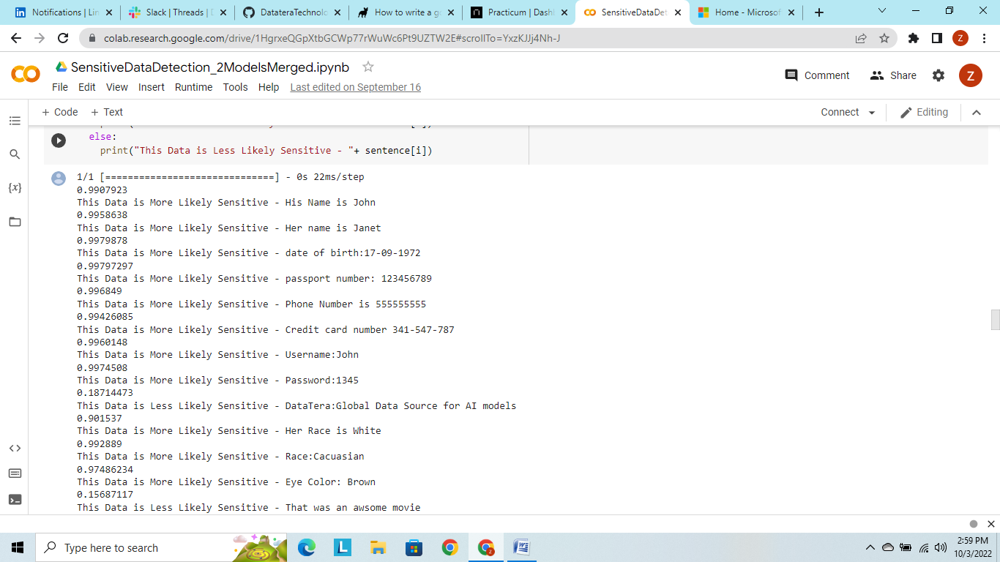 Notifications | Lin
Slack | Threads | D
DatateraTechnolo
How to write a g
Practicum | Dash
SensitiveDataDet
Home - Microsof
colab.research.google.com/drive/1HgrxeQGpXtbGCWp77rWuWc6Pt9UZTW2E#scrollTo=YxzKJJj4Nh-J
Z
CO SensitiveDataDetection_2ModelsMerged.ipynb
File Edit View Insert Runtime Tools Help Last edited on September 16
Comment Share Z
+ Code + Text
Connect Editing
else:
print("This Data is Less Likely Sensitive - "+ sentence[i])
1/1 [==============================] - 0s 22ms/step
0.9907923
This Data is More Likely Sensitive - His Name is John
0.9958638
This Data is More Likely Sensitive - Her name is Janet
0.9979878
This Data is More Likely Sensitive - date of birth:17-09-1972
0.99797297
This Data is More Likely Sensitive - passport number: 123456789
0.996849
This Data is More Likely Sensitive - Phone Number is 555555555
0.99426085
This Data is More Likely Sensitive - Credit card number 341-547-787
0.9960148
This Data is More Likely Sensitive - Username:John
0.9974508
This Data is More Likely Sensitive - Password:1345
0.18714473
This Data is Less Likely Sensitive - DataTera:Global Data Source for AI models
0.901537
This Data is More Likely Sensitive - Her Race is White
0.992889
This Data is More Likely Sensitive - Race:Cacuasian
0.97486234
This Data is More Likely Sensitive - Eye Color: Brown
0.15687117
This Data is Less Likely Sensitive - That was an awsome movie
{x}
Type here to search
L
2:59 PM
10/3/2022